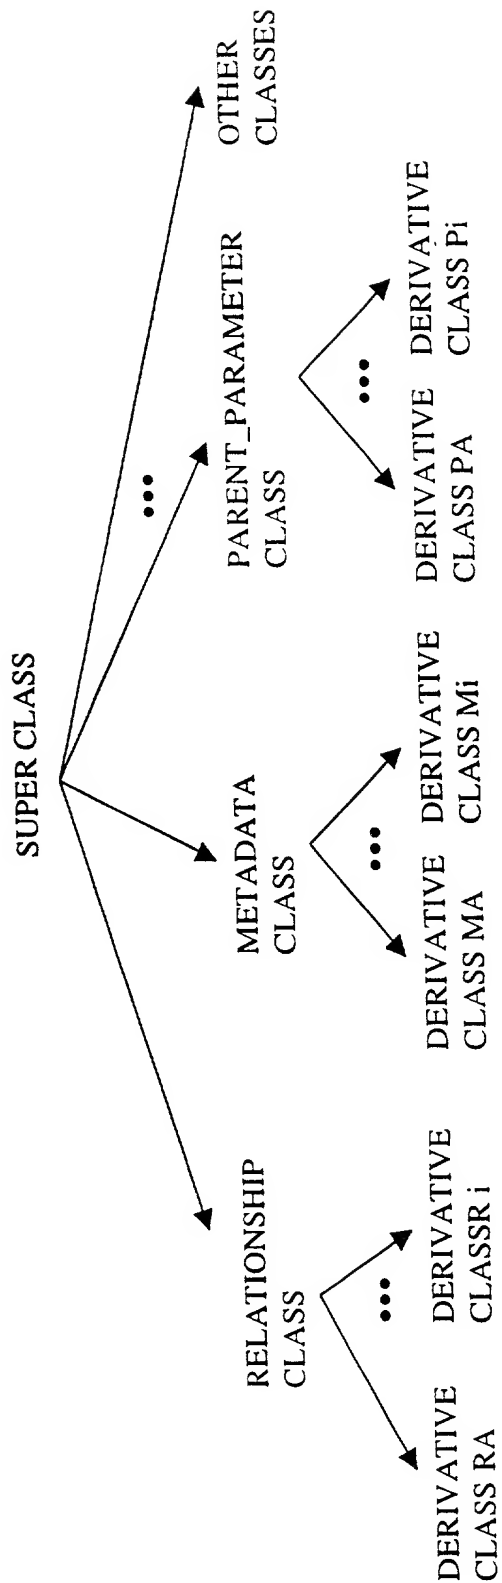 SUPER CLASS
RELATIONSHIP
CLASS
METADATA
CLASS
PARENT_PARAMETER
CLASS
OTHER
CLASSES
DERIVATIVE
CLASS RA
DERIVATIVE
CLASSR i
DERIVATIVE
CLASS MA
DERIVATIVE
CLASS Mi
DERIVATIVE
CLASS PA
DERIVATIVE
CLASS Pi